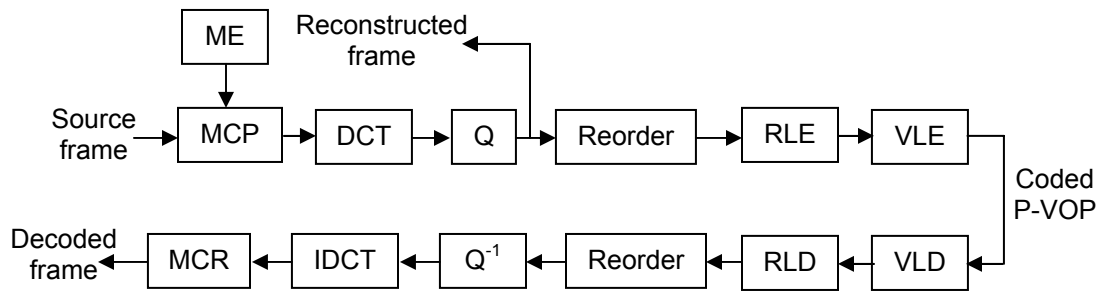 ME
Reconstructed
frame
Source
frame
MCP
DCT
Q
Reorder
RLE
VLE
Coded
P-VOP
Decoded
frame
MCR
IDCT
Q⁻¹
Reorder
RLD
VLD